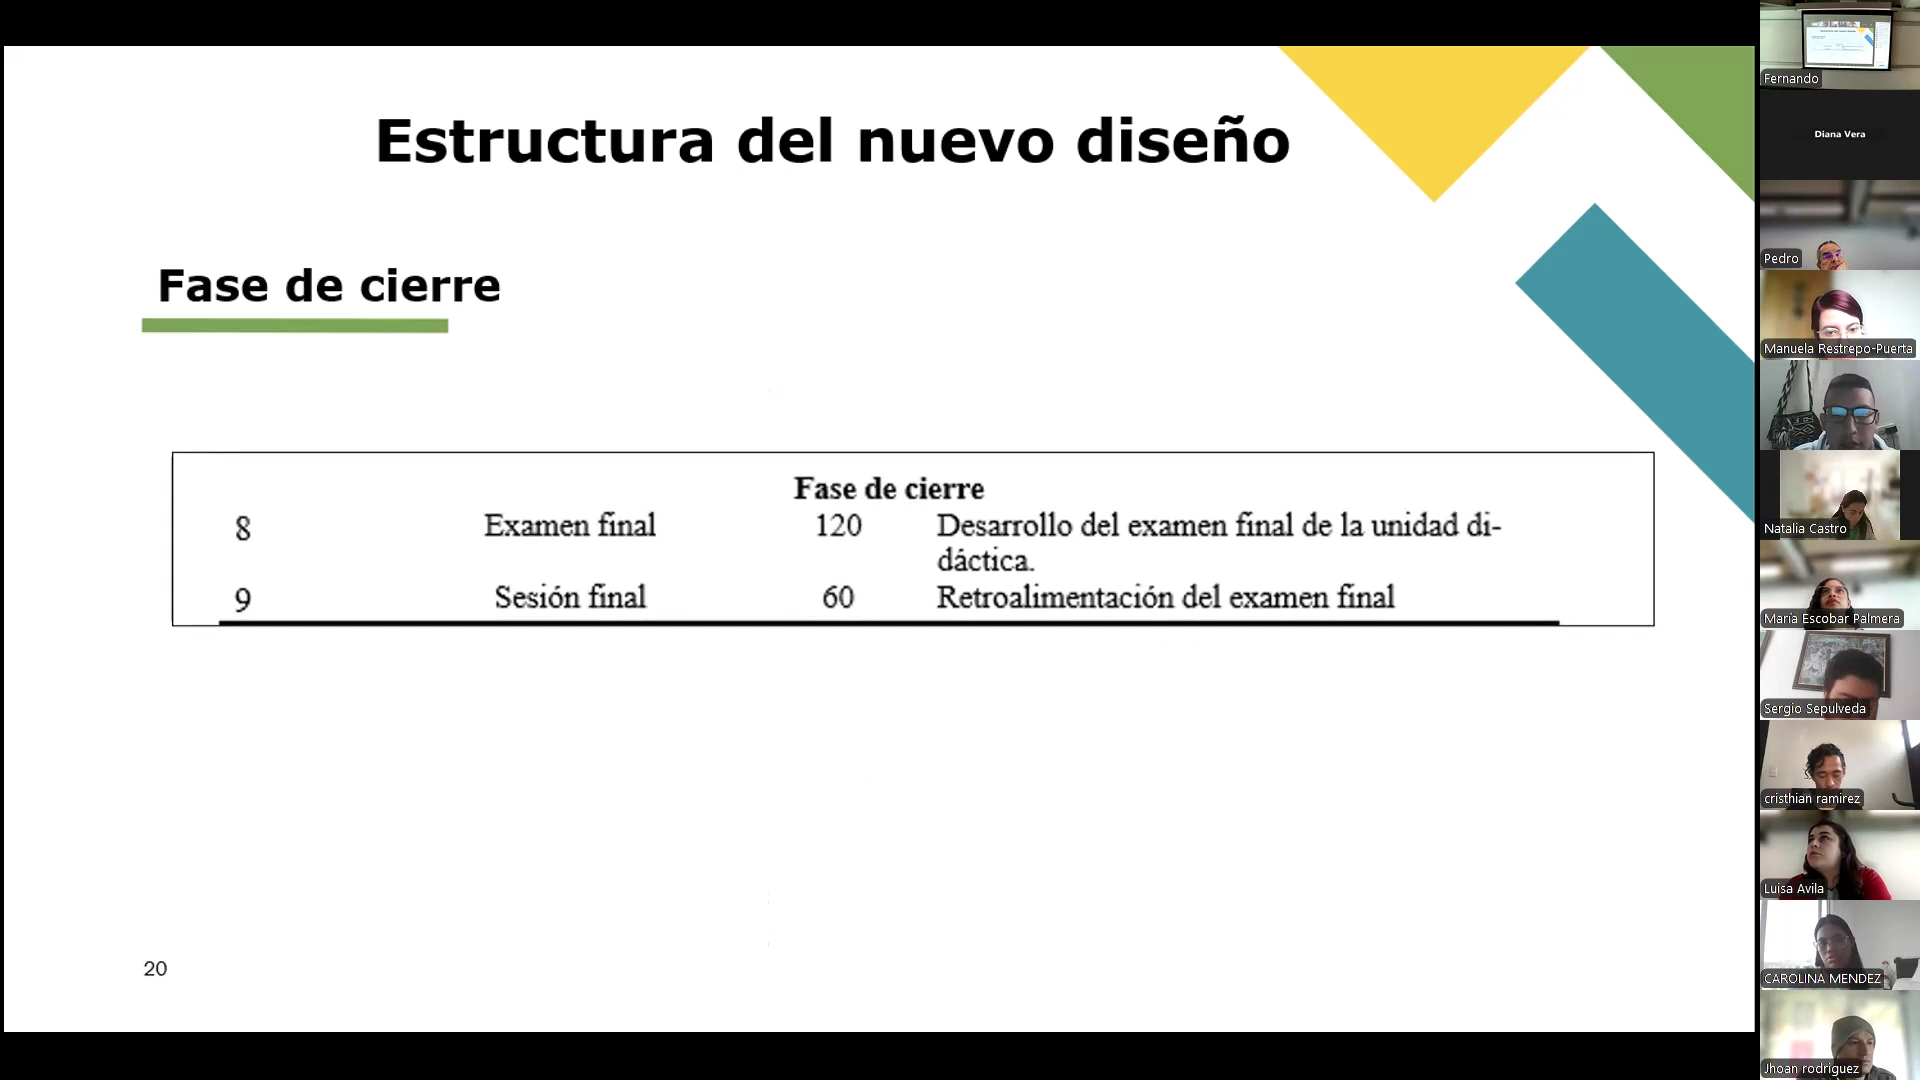 Estructura del nuevo diseño
Fase de cierre
Fase de cierre
8 Examen final 120 Desarrollo del examen final de la unidad di-
dáctica.
9 Sesión final 60 Retroalimentación del examen final
20
Fernando
Diana Vera
Pedro
Manuela Restrepo-Puerta
Natalia Castro
María Escobar Palmera
Sergio Sepulveda
cristhian ramirez
Luisa Avila
CAROLINA MENDEZ
Jhoan rodriguez